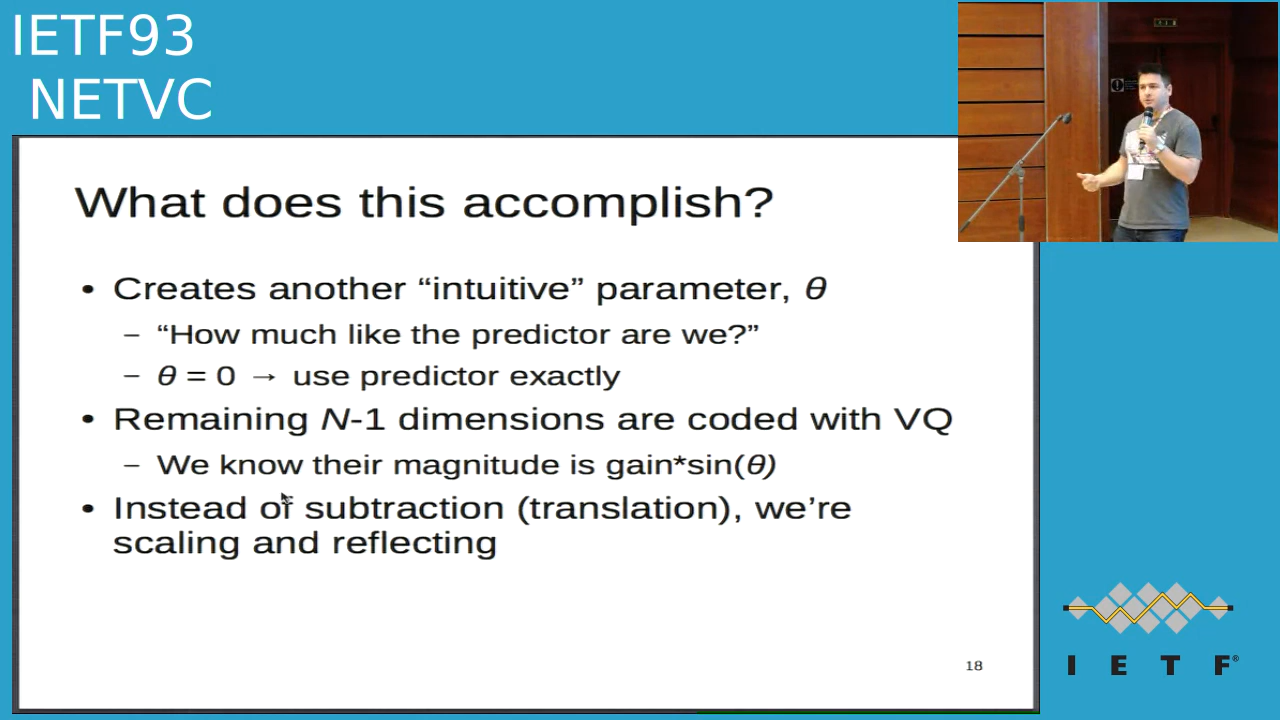 IETF93
NETVC
What does this accomplish?
• Creates another “intuitive” parameter, θ
– “How much like the predictor are we?”
– θ = 0 → use predictor exactly
• Remaining N-1 dimensions are coded with VQ
– We know their magnitude is gain*sin(θ)
• Instead of subtraction (translation), we’re
scaling and reflecting
18
I E T F®